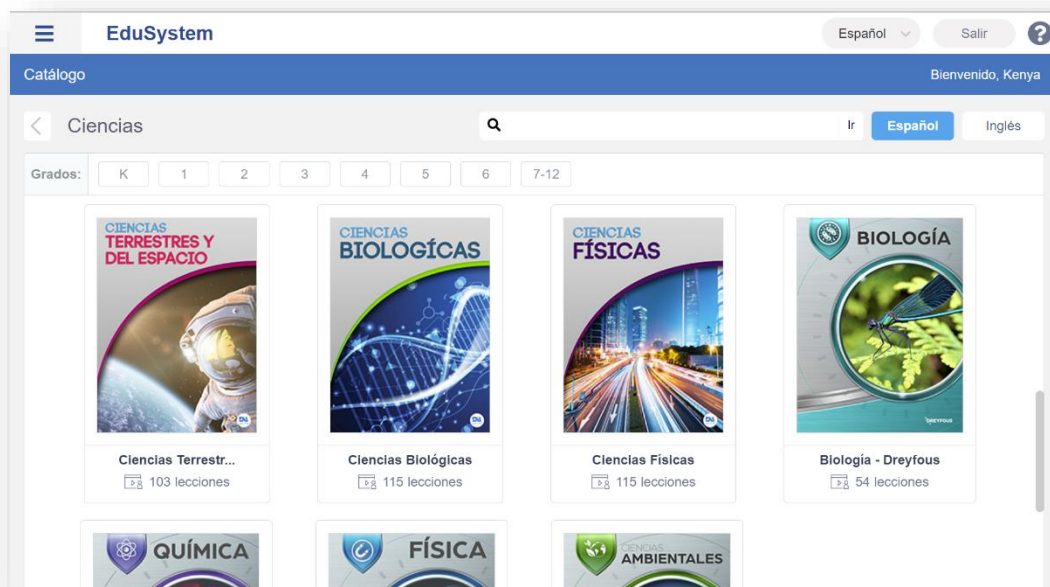 EduSystem
Español
Salir
?
Catálogo
Bienvenido, Kenya
Ciencias
Ir
Español
Inglés
Grados:
K
1
2
3
4
5
6
7-12
CIENCIAS
TERRESTRES Y
DEL ESPACIO
CIENCIAS
BIOLOGÍCAS
CIENCIAS
FÍSICAS
BIOLOGÍA
DREYFOUS
Ciencias Terrestr...
103 lecciones
Ciencias Biológicas
115 lecciones
Ciencias Físicas
115 lecciones
Biología - Dreyfous
54 lecciones
QUÍMICA
FÍSICA
CIENCIAS
AMBIENTALES